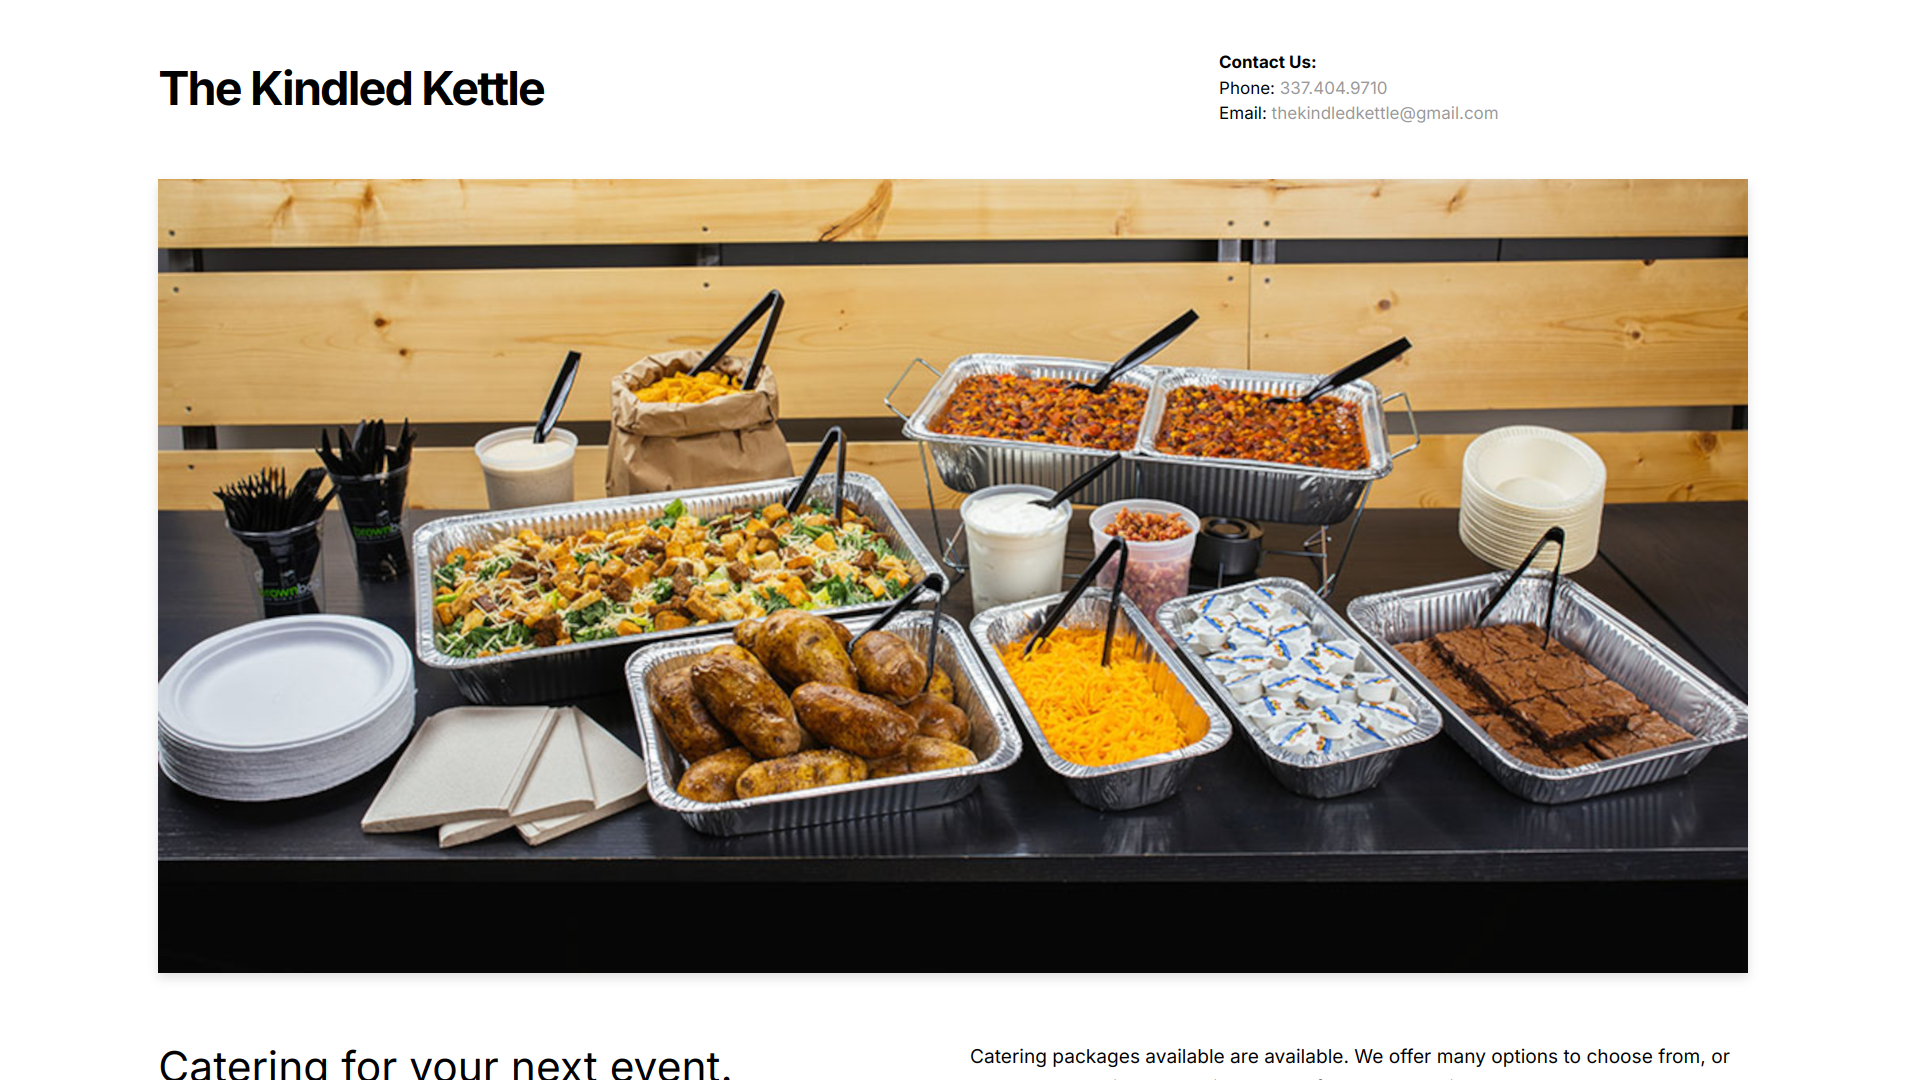 The Kindled Kettle
Contact Us:
Phone: 337.404.9710
Email: thekindledkettle@gmail.com
Catering for your next event.
Catering packages available are available. We offer many options to choose from, or